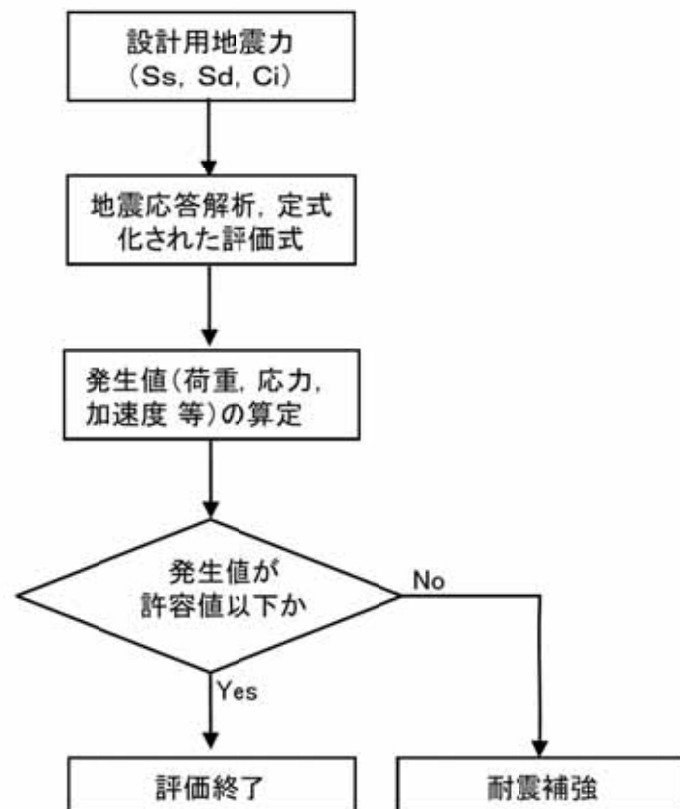 設計用地震力
（Ss, Sd, Ci）
地震応答解析, 定式
化された評価式
発生値（荷重, 応力,
加速度 等）の算定
発生値が
許容値以下か
No
Yes
評価終了
耐震補強